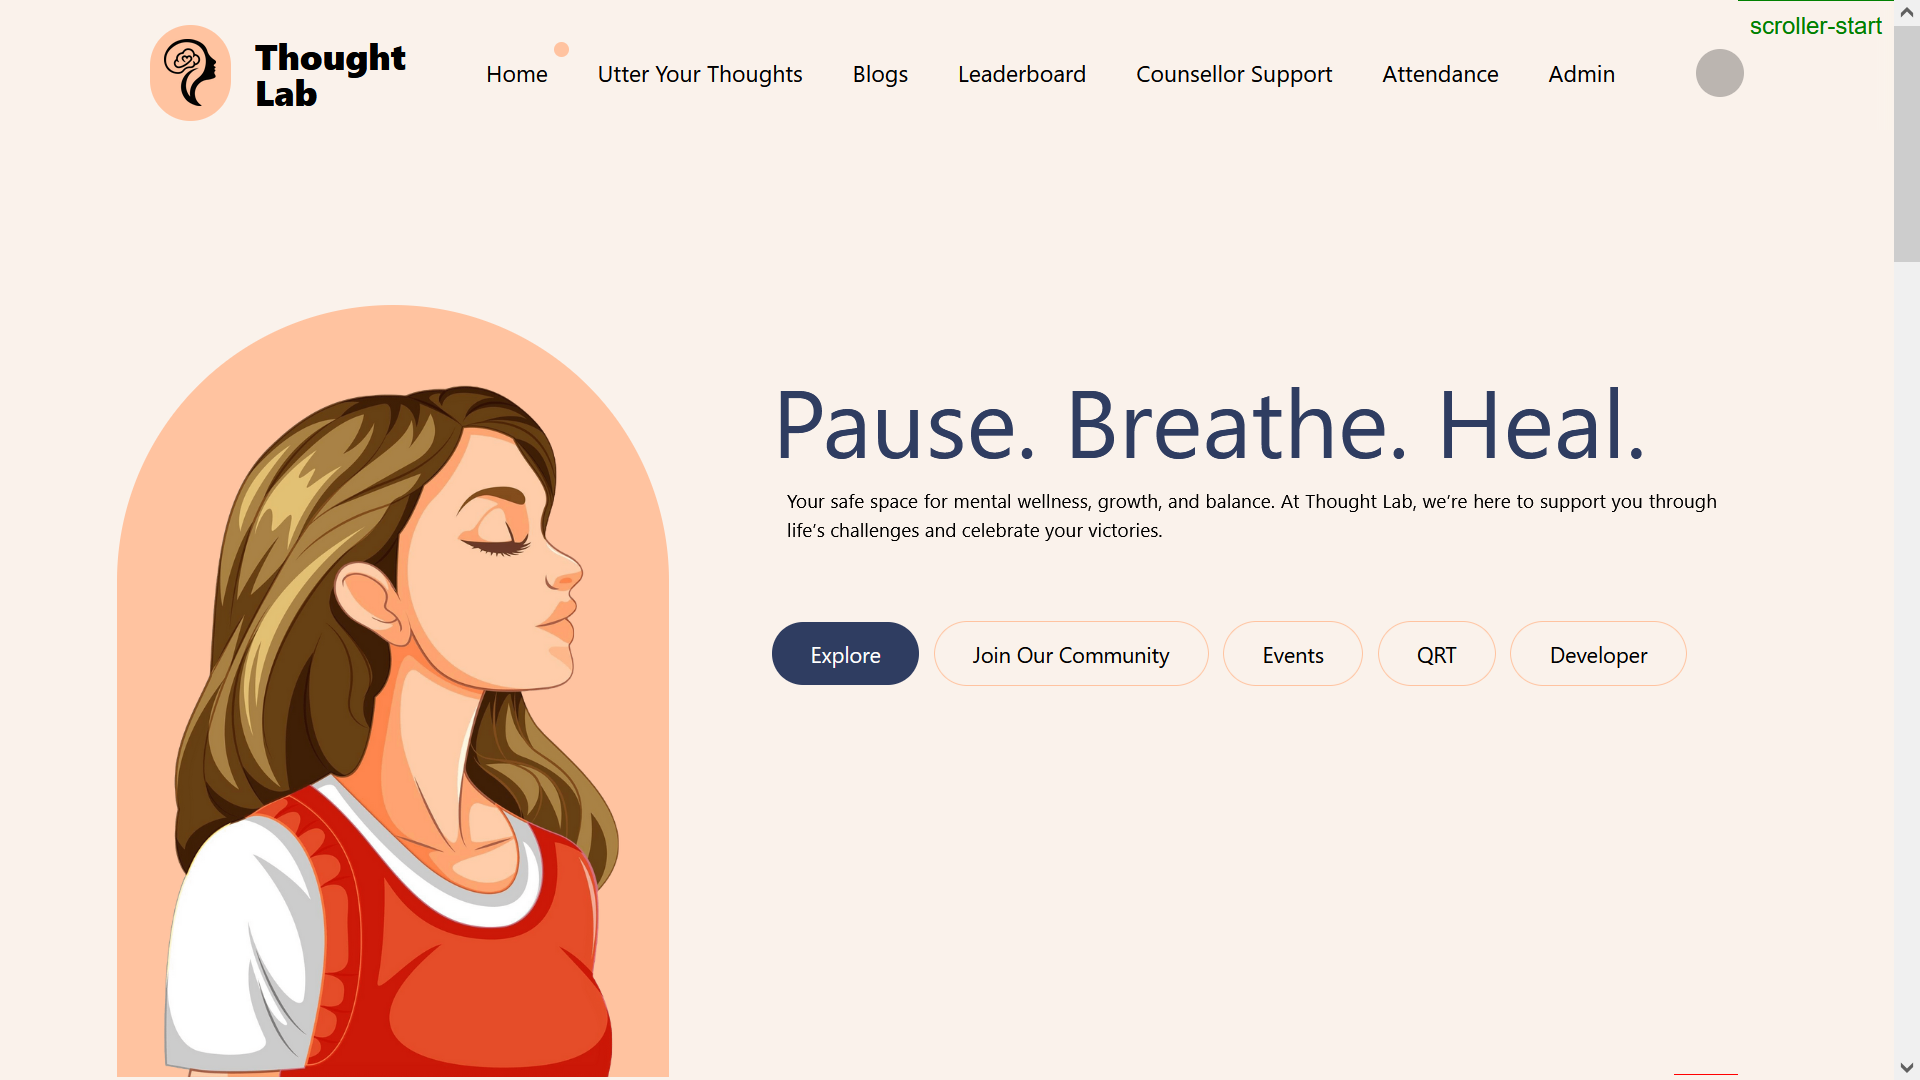 Thought
Lab
Home
Utter Your Thoughts
Blogs
Leaderboard
Counsellor Support
Attendance
Admin
scroller-start
Pause. Breathe. Heal.
Your safe space for mental wellness, growth, and balance. At Thought Lab, we’re here to support you through
life’s challenges and celebrate your victories.
Explore
Join Our Community
Events
QRT
Developer